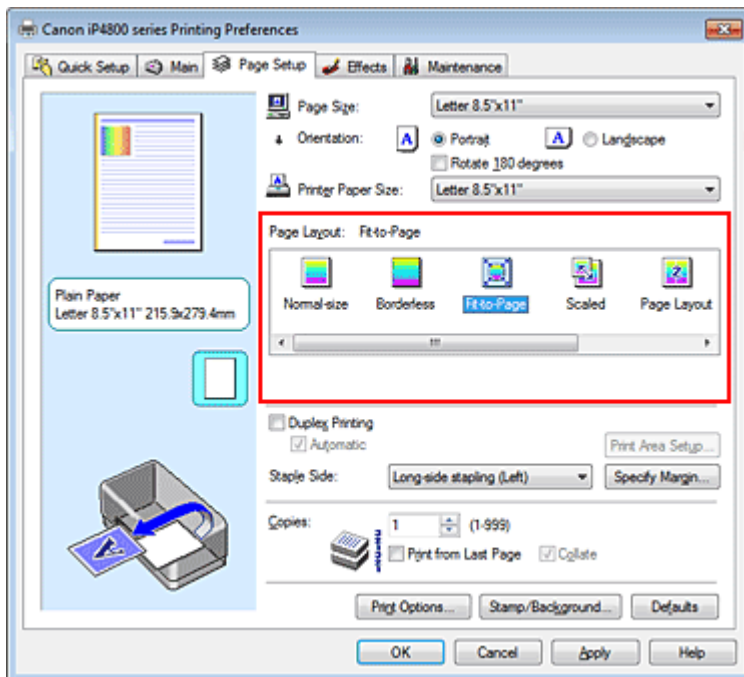 Canon iP4800 series Printing Preferences
Quick Setup Main Page Setup Effects Maintenance
Page Size: Letter 8.5"x11"
Orientation: A Portrait A Landscape
Rotate 180 degrees
Printer Paper Size: Letter 8.5"x11"
Page Layout: Fit-to-Page
Normal-size Borderless Fit-to-Page Scaled Page Layout
Plain Paper
Letter 8.5"x11" 215.9x279.4mm
Duplex Printing
Automatic Print Area Setup...
Staple Side: Long-side stapling (Left) Specify Margin...
Copies: 1 (1-999)
Print from Last Page Collate
Print Options... Stamp/Background... Defaults
OK Cancel Apply Help